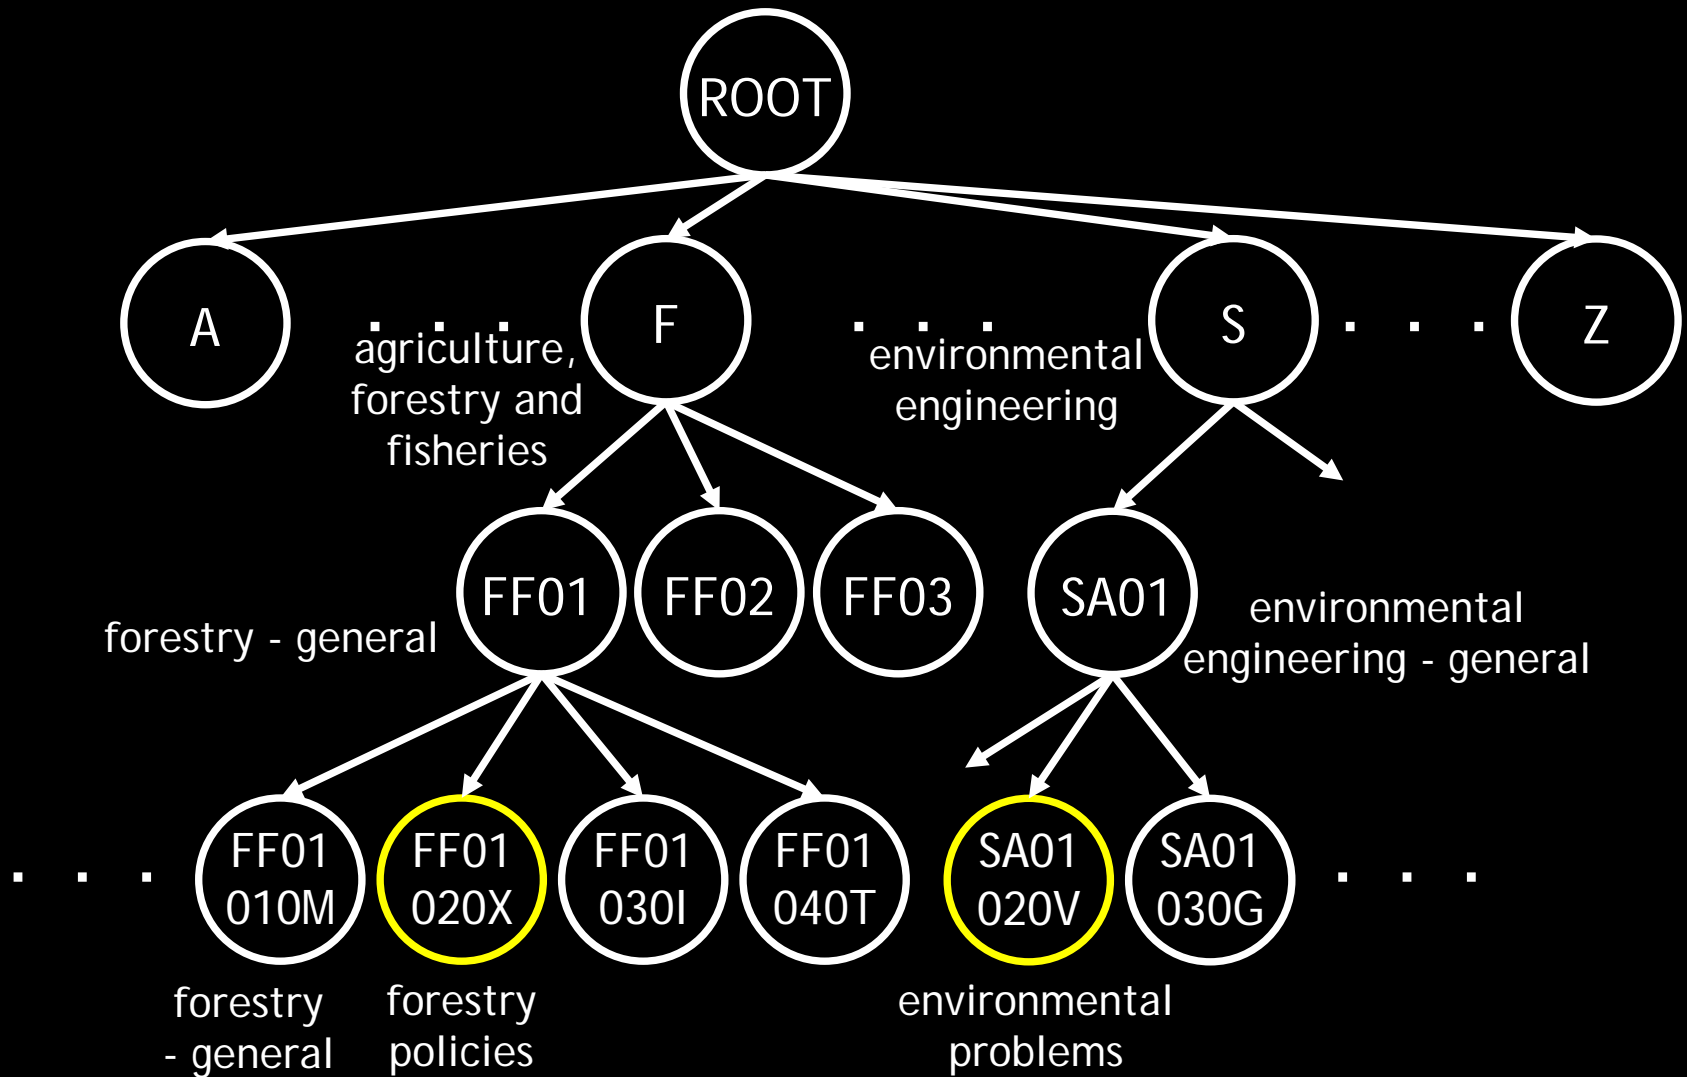 ROOT
A
. . .
F
. . .
S
. . .
Z
agriculture,
forestry and
fisheries
environmental
engineering
FF01
FF02
FF03
SA01
forestry - general
environmental
engineering - general
. . .
FF01
010M
FF01
020X
FF01
030I
FF01
040T
SA01
020V
SA01
030G
. . .
forestry
- general
forestry
policies
environmental
problems